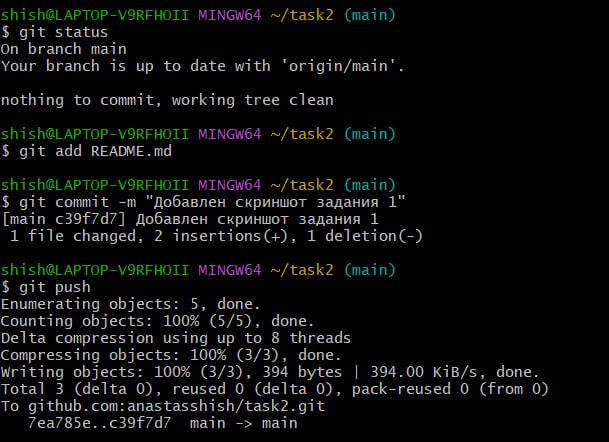 shish@LAPTOP-V9RFHOII MINGW64 ~/task2 (main)
$ git status
On branch main
Your branch is up to date with 'origin/main'.
nothing to commit, working tree clean
shish@LAPTOP-V9RFHOII MINGW64 ~/task2 (main)
$ git add README.md
shish@LAPTOP-V9RFHOII MINGW64 ~/task2 (main)
$ git commit -m "Добавлен скриншот задания 1"
[main c39f7d7] Добавлен скриншот задания 1
 1 file changed, 2 insertions(+), 1 deletion(-)
shish@LAPTOP-V9RFHOII MINGW64 ~/task2 (main)
$ git push
Enumerating objects: 5, done.
Counting objects: 100% (5/5), done.
Delta compression using up to 8 threads
Compressing objects: 100% (3/3), done.
Writing objects: 100% (3/3), 394 bytes | 394.00 KiB/s, done.
Total 3 (delta 0), reused 0 (delta 0), pack-reused 0 (from 0)
To github.com:anastasshish/task2.git
   7ea785e..c39f7d7  main -> main